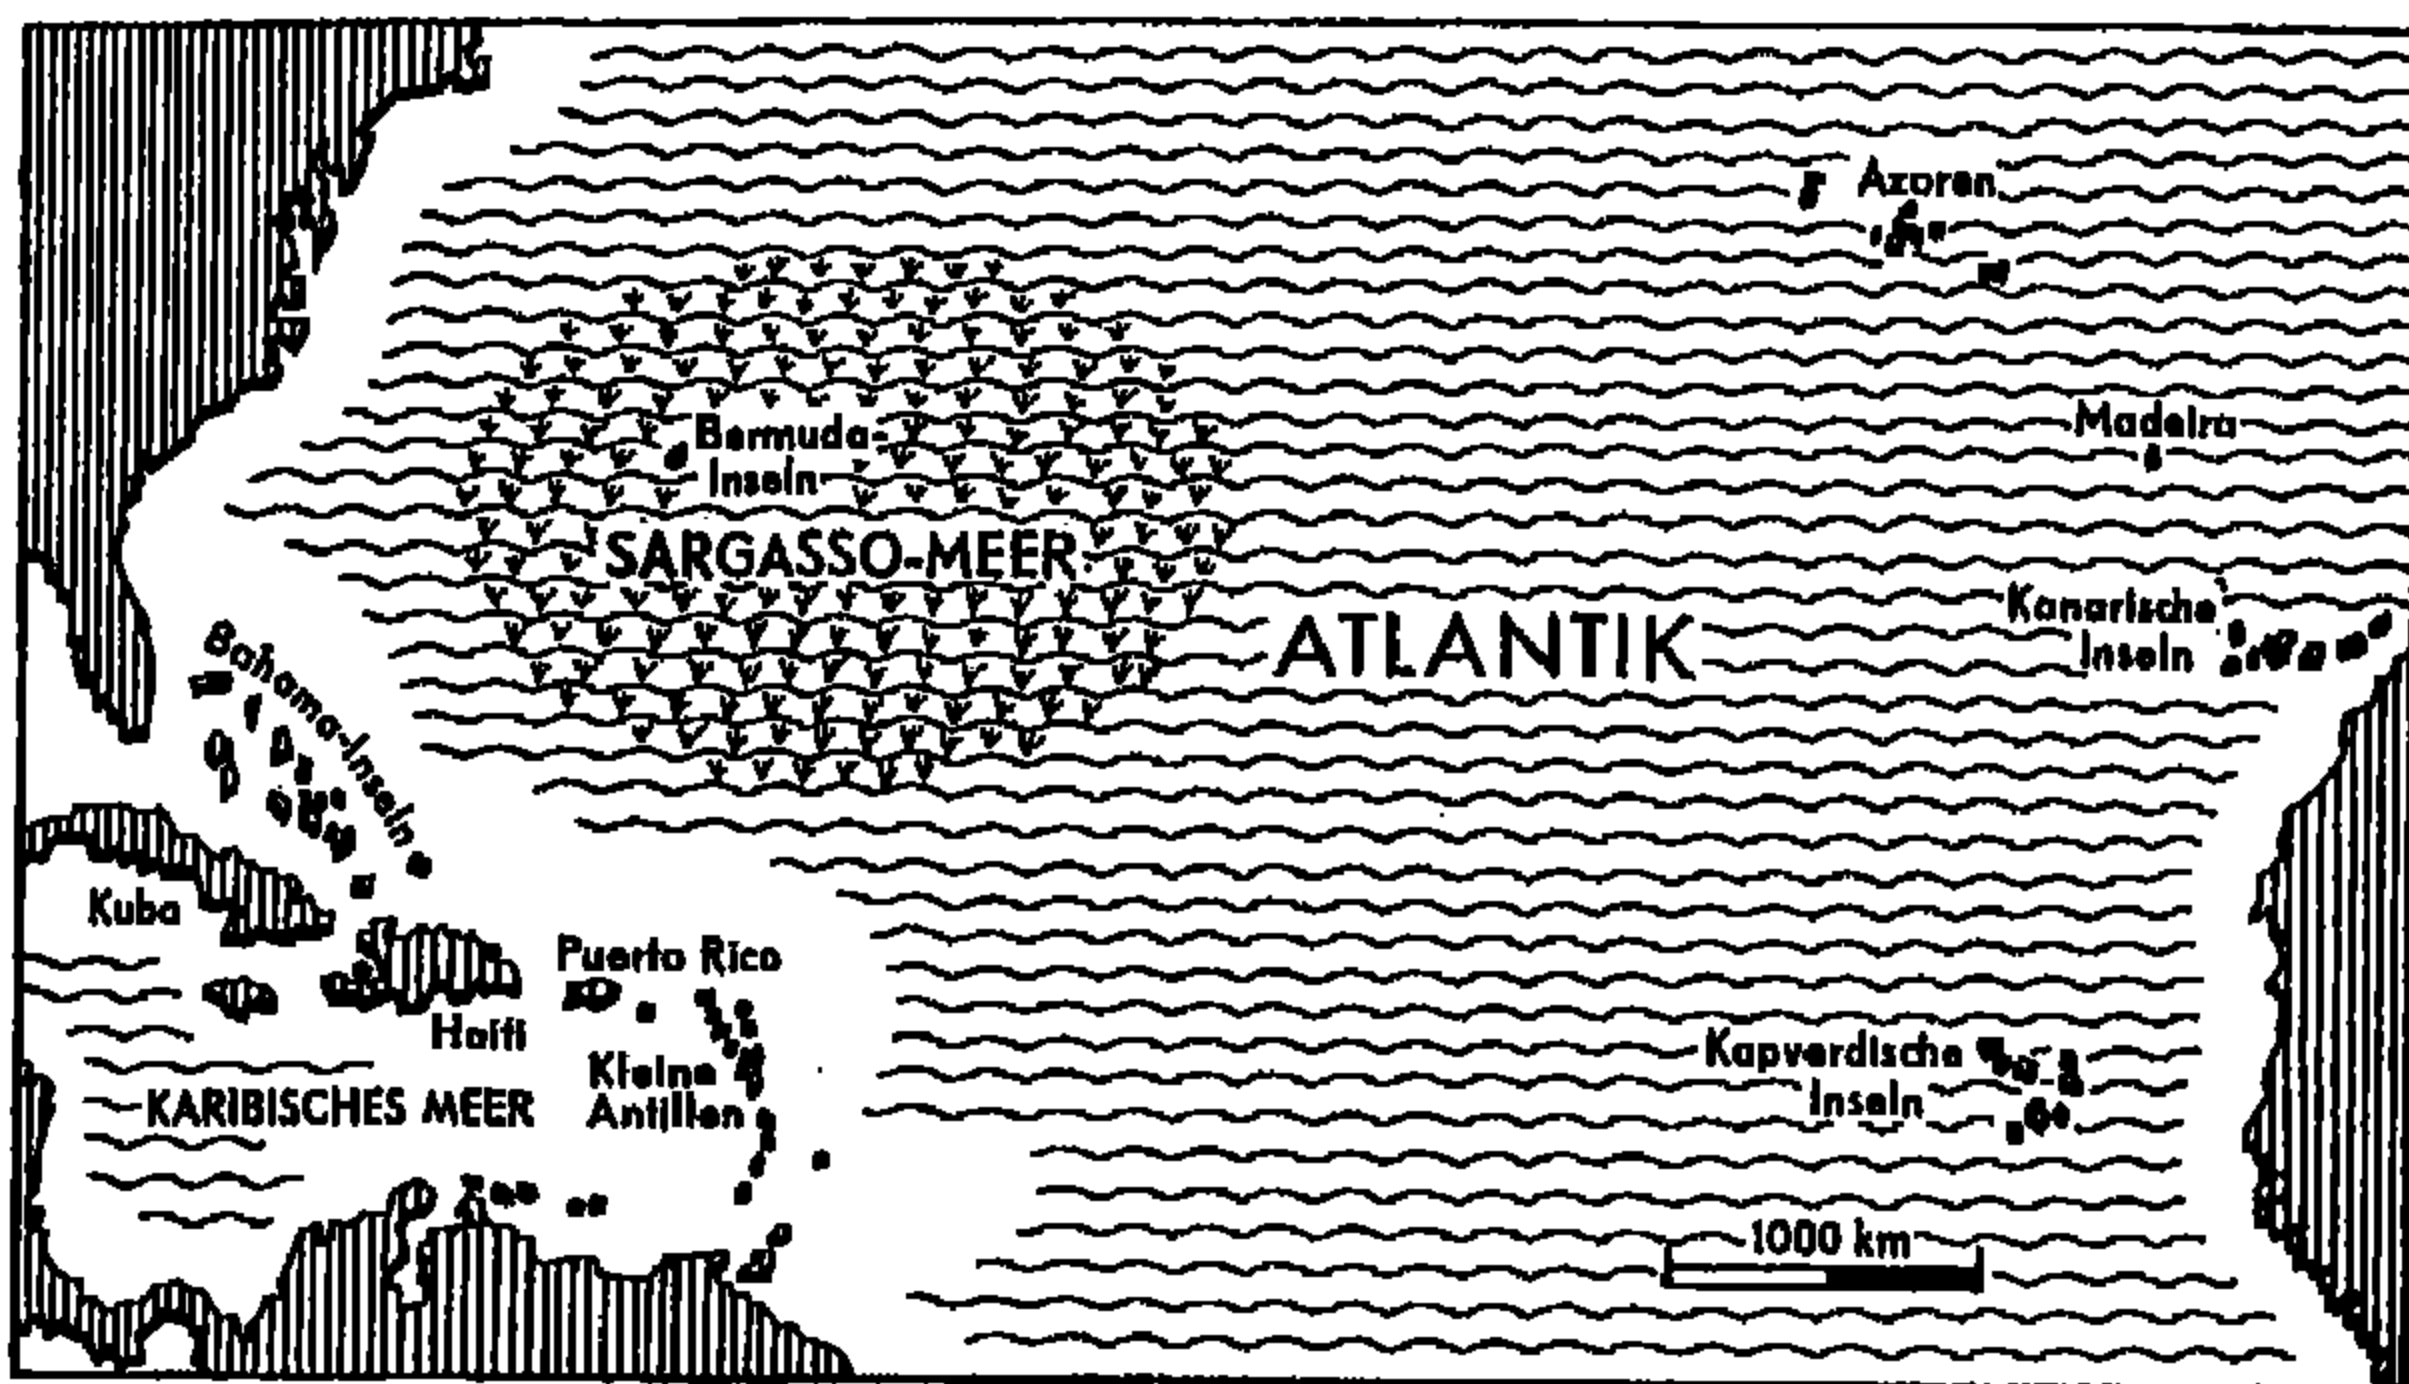 Azoren
Bermuda-
Inseln
Madeira
SARGASSO-MEER
Kanarische
Inseln
ATLANTIK
Bahama-Inseln
Kuba
Puerto Rico
Haiti
Kleine
Antillen
KARIBISCHES MEER
Kapverdische
Inseln
1000 km